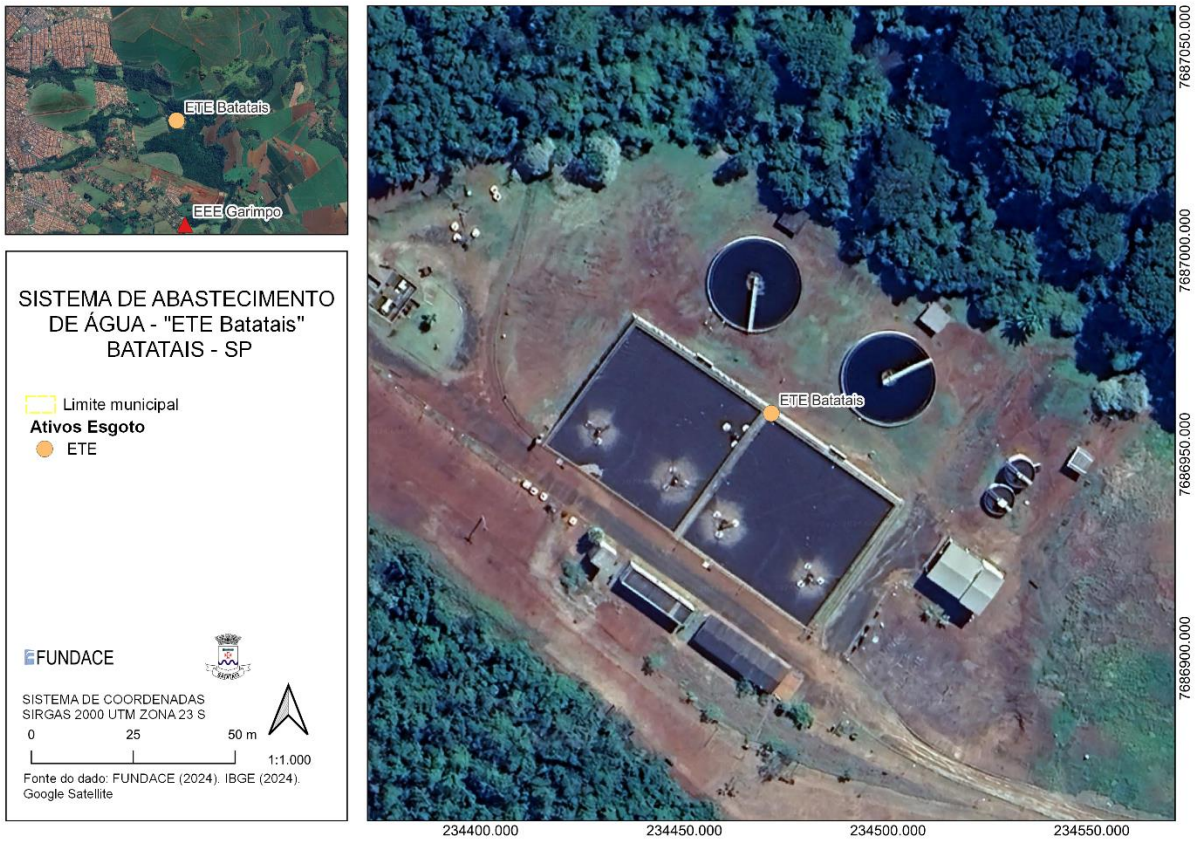 ETE Batatais
EEE Garimpo
SISTEMA DE ABASTECIMENTO
DE ÁGUA - "ETE Batatais"
BATATAIS - SP
Limite municipal
Ativos Esgoto
ETE
FUNDACE
BATATAIS
SISTEMA DE COORDENADAS
SIRGAS 2000 UTM ZONA 23 S
0 25 50 m
1:1.000
Fonte do dado: FUNDACE (2024). IBGE (2024).
Google Satellite
ETE Batatais
7687050.000
7687000.000
7686950.000
7686900.000
234400.000 234450.000 234500.000 234550.000